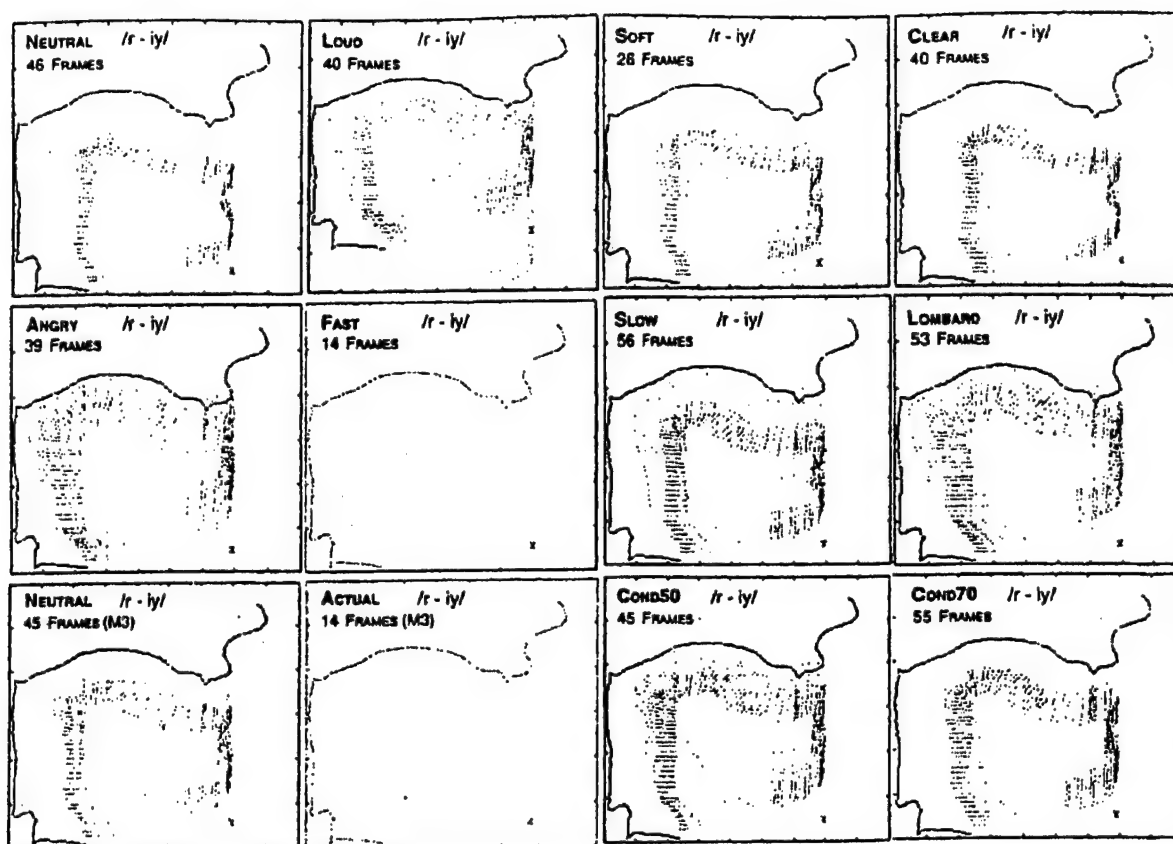 NEUTRAL /r - iy/
46 FRAMES
LOUD /r - iy/
40 FRAMES
SOFT /r - iy/
26 FRAMES
CLEAR /r - iy/
40 FRAMES
ANGRY /r - iy/
39 FRAMES
FAST /r - iy/
14 FRAMES
SLOW /r - iy/
56 FRAMES
LOMBARD /r - iy/
53 FRAMES
NEUTRAL /r - iy/
45 FRAMES (M3)
ACTUAL /r - iy/
14 FRAMES (M3)
COND50 /r - iy/
45 FRAMES
COND70 /r - iy/
55 FRAMES